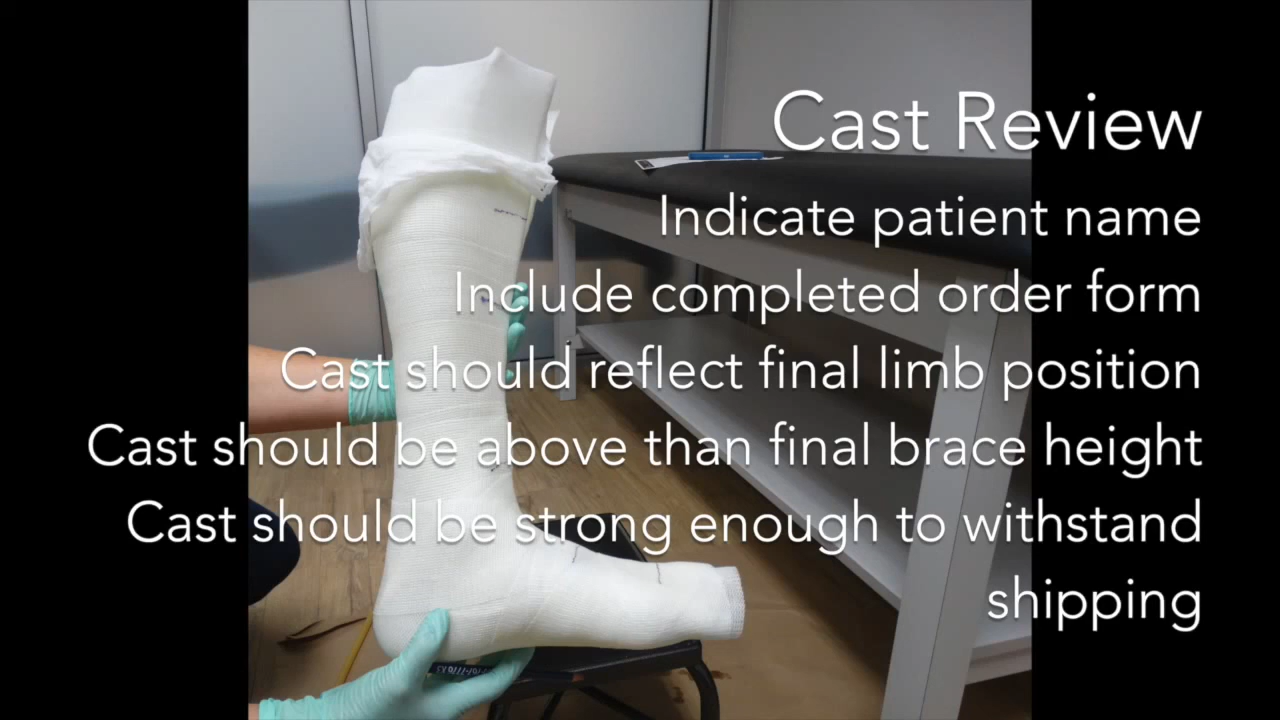 Cast Review
Indicate patient name
Include completed order form
Cast should reflect final limb position
Cast should be above than final brace height
Cast should be strong enough to withstand
shipping